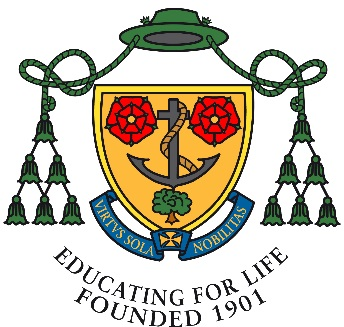 VIRTVS SOLA NOBILITAS
EDUCATING FOR LIFE
FOUNDED 1901